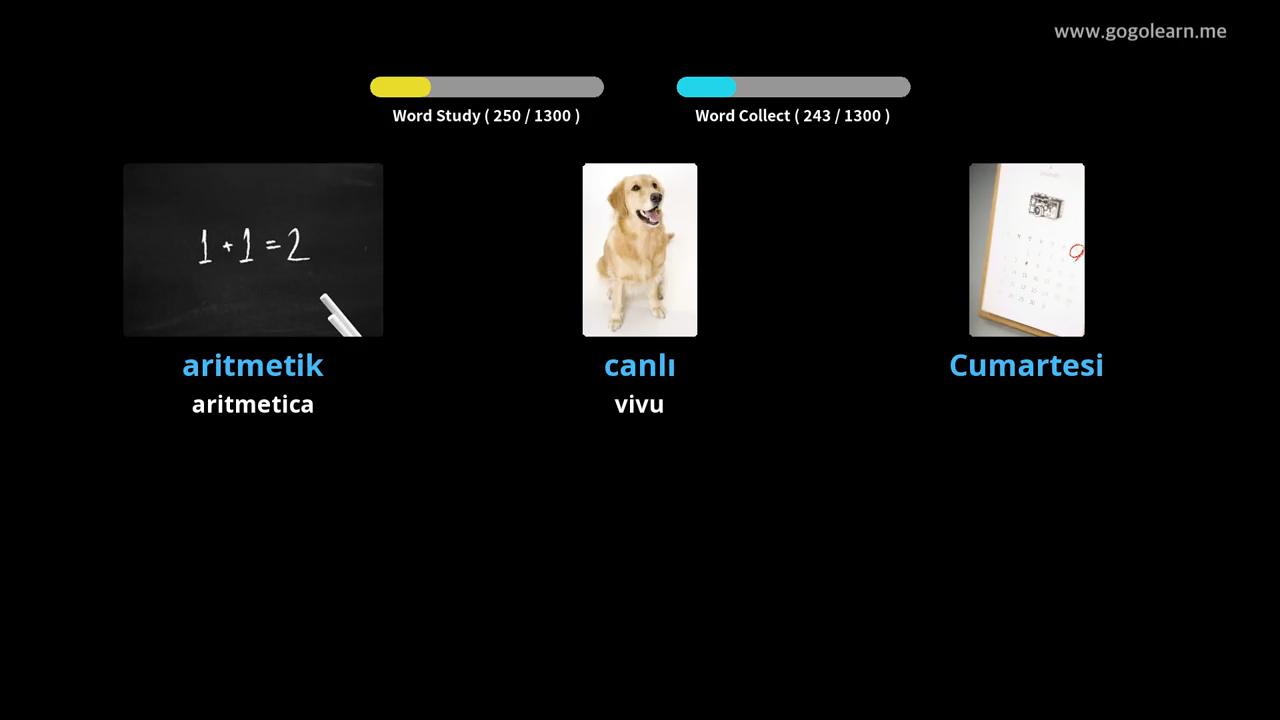 www.gogolearn.me
Word Study ( 250 / 1300 )
Word Collect ( 243 / 1300 )
1 + 1 = 2
aritmetik
aritmetica
canlı
vivu
Cumartesi